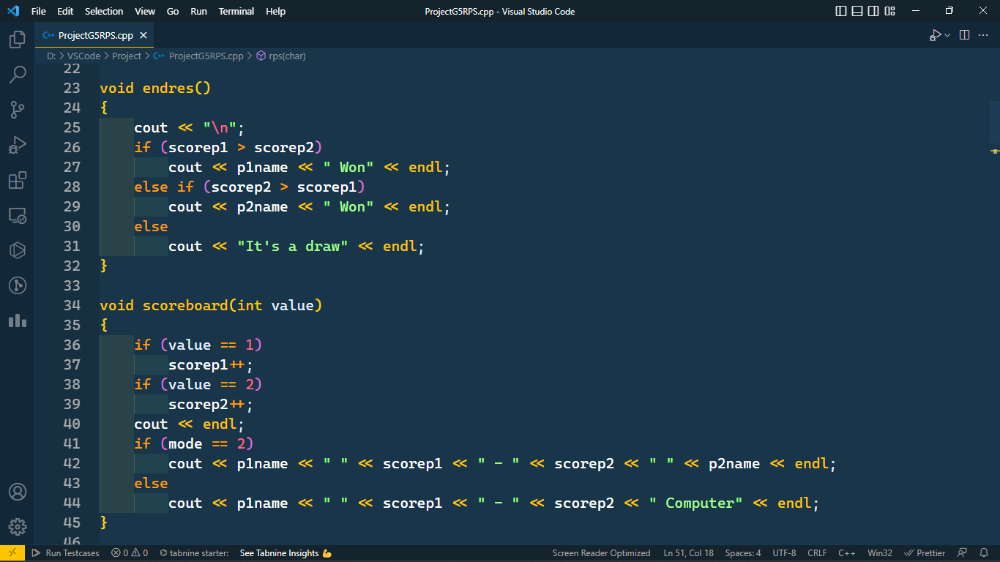 File Edit Selection View Go Run Terminal Help ProjectG5RPS.cpp - Visual Studio Code
C++ ProjectG5RPS.cpp
D: > VSCode > Project > C++ ProjectG5RPS.cpp > rps(char)
22
23 void endres()
24 {
25     cout << "\n";
26     if (scorep1 > scorep2)
27         cout << p1name << " Won" << endl;
28     else if (scorep2 > scorep1)
29         cout << p2name << " Won" << endl;
30     else
31         cout << "It's a draw" << endl;
32 }
33
34 void scoreboard(int value)
35 {
36     if (value == 1)
37         scorep1++;
38     if (value == 2)
39         scorep2++;
40     cout << endl;
41     if (mode == 2)
42         cout << p1name << " " << scorep1 << " - " << scorep2 << " " << p2name << endl;
43     else
44         cout << p1name << " " << scorep1 << " - " << scorep2 << " Computer" << endl;
45 }
46
Run Testcases 0 0 tabnine starter: See Tabnine Insights 💪 Screen Reader Optimized Ln 51, Col 18 Spaces: 4 UTF-8 CRLF C++ Win32 Prettier